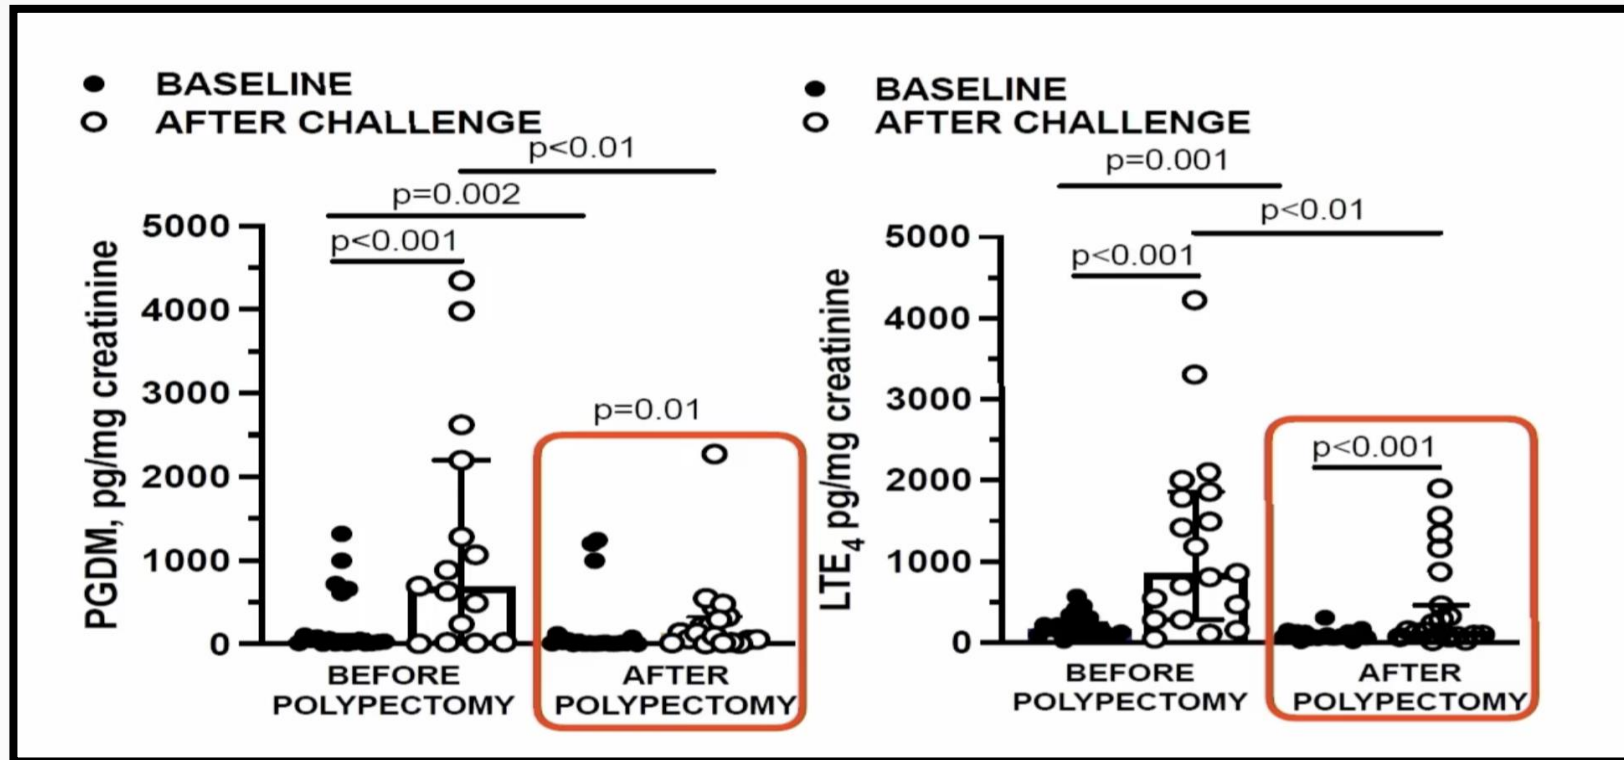 BASELINE
AFTER CHALLENGE
p<0.01
p=0.002
p<0.001
PGDM, pg/mg creatinine
5000
4000
3000
2000
1000
0
p=0.01
BEFORE
POLYPECTOMY
AFTER
POLYPECTOMY
BASELINE
AFTER CHALLENGE
p=0.001
p<0.01
p<0.001
LTE4 pg/mg creatinine
5000
4000
3000
2000
1000
0
p<0.001
BEFORE
POLYPECTOMY
AFTER
POLYPECTOMY